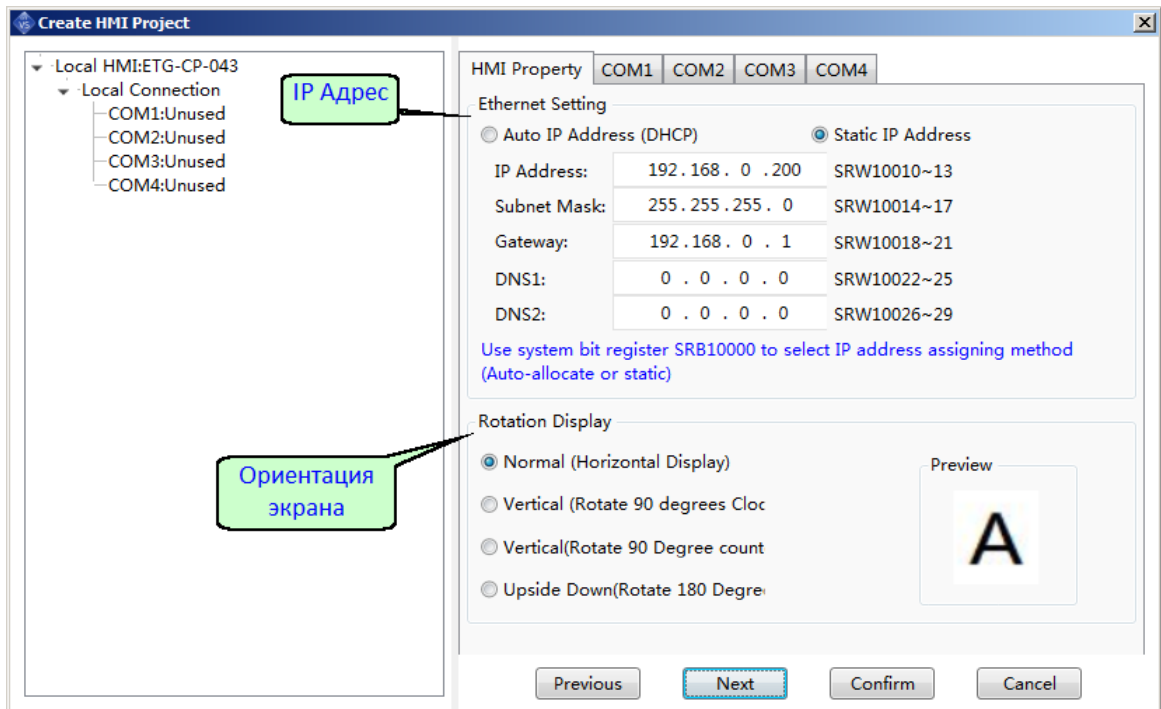 Create HMI Project
Local HMI:ETG-CP-043
Local Connection
COM1:Unused
COM2:Unused
COM3:Unused
COM4:Unused
IP Адрес
HMI Property COM1 COM2 COM3 COM4
Ethernet Setting
Auto IP Address (DHCP) Static IP Address
IP Address: 192.168. 0 .200 SRW10010~13
Subnet Mask: 255.255.255. 0 SRW10014~17
Gateway: 192.168. 0 . 1 SRW10018~21
DNS1: 0 . 0 . 0 . 0 SRW10022~25
DNS2: 0 . 0 . 0 . 0 SRW10026~29
Use system bit register SRB10000 to select IP address assigning method
(Auto-allocate or static)
Ориентация
экрана
Rotation Display
Normal (Horizontal Display)
Vertical (Rotate 90 degrees Cloc
Vertical(Rotate 90 Degree count
Upside Down(Rotate 180 Degre
Preview
A
Previous Next Confirm Cancel